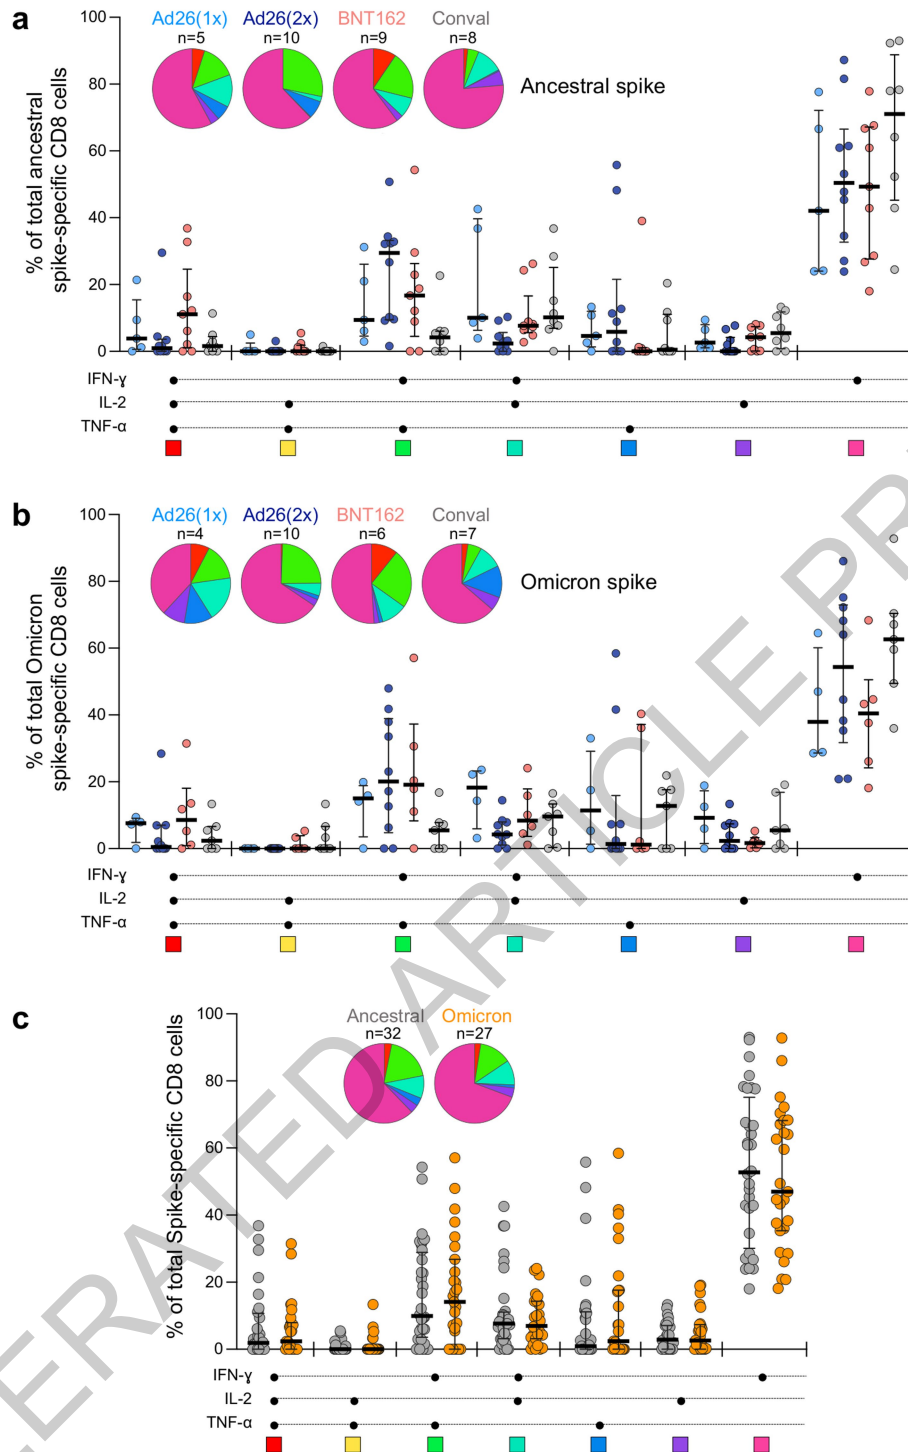 a
Ad26(1x) Ad26(2x) BNT162 Conval
n=5 n=10 n=9 n=8
Ancestral spike
% of total ancestral
spike-specific CD8 cells
100
80
60
40
20
0
IFN-ɣ
IL-2
TNF-α
b
Ad26(1x) Ad26(2x) BNT162 Conval
n=4 n=10 n=6 n=7
Omicron spike
% of total Omicron
spike-specific CD8 cells
100
80
60
40
20
0
IFN-ɣ
IL-2
TNF-α
c
Ancestral Omicron
n=32 n=27
% of total Spike-specific CD8 cells
100
80
60
40
20
0
IFN-ɣ
IL-2
TNF-α
ERATED ARTICLE PR